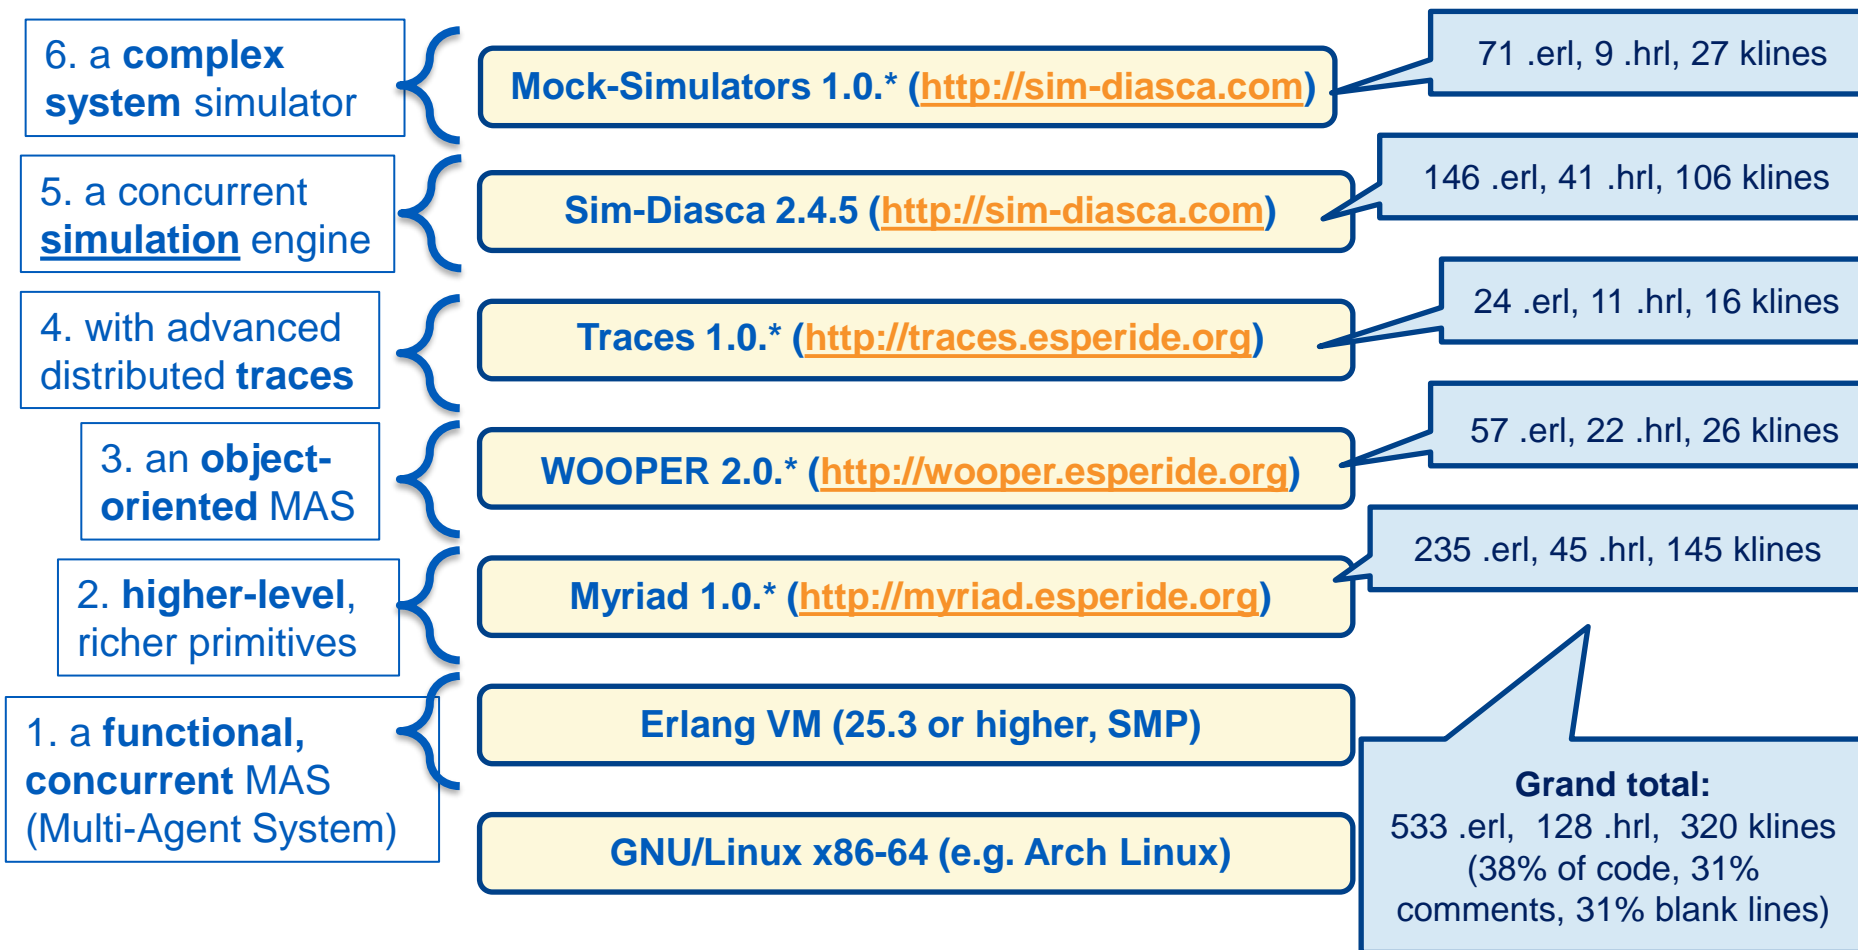 6. a complex
system simulator
Mock-Simulators 1.0.* (http://sim-diasca.com)
71 .erl, 9 .hrl, 27 klines
5. a concurrent
simulation engine
Sim-Diasca 2.4.5 (http://sim-diasca.com)
146 .erl, 41 .hrl, 106 klines
4. with advanced
distributed traces
Traces 1.0.* (http://traces.esperide.org)
24 .erl, 11 .hrl, 16 klines
3. an object-
oriented MAS
WOOPER 2.0.* (http://wooper.esperide.org)
57 .erl, 22 .hrl, 26 klines
2. higher-level,
richer primitives
Myriad 1.0.* (http://myriad.esperide.org)
235 .erl, 45 .hrl, 145 klines
1. a functional,
concurrent MAS
(Multi-Agent System)
Erlang VM (25.3 or higher, SMP)
GNU/Linux x86-64 (e.g. Arch Linux)
Grand total:
533 .erl, 128 .hrl, 320 klines
(38% of code, 31%
comments, 31% blank lines)